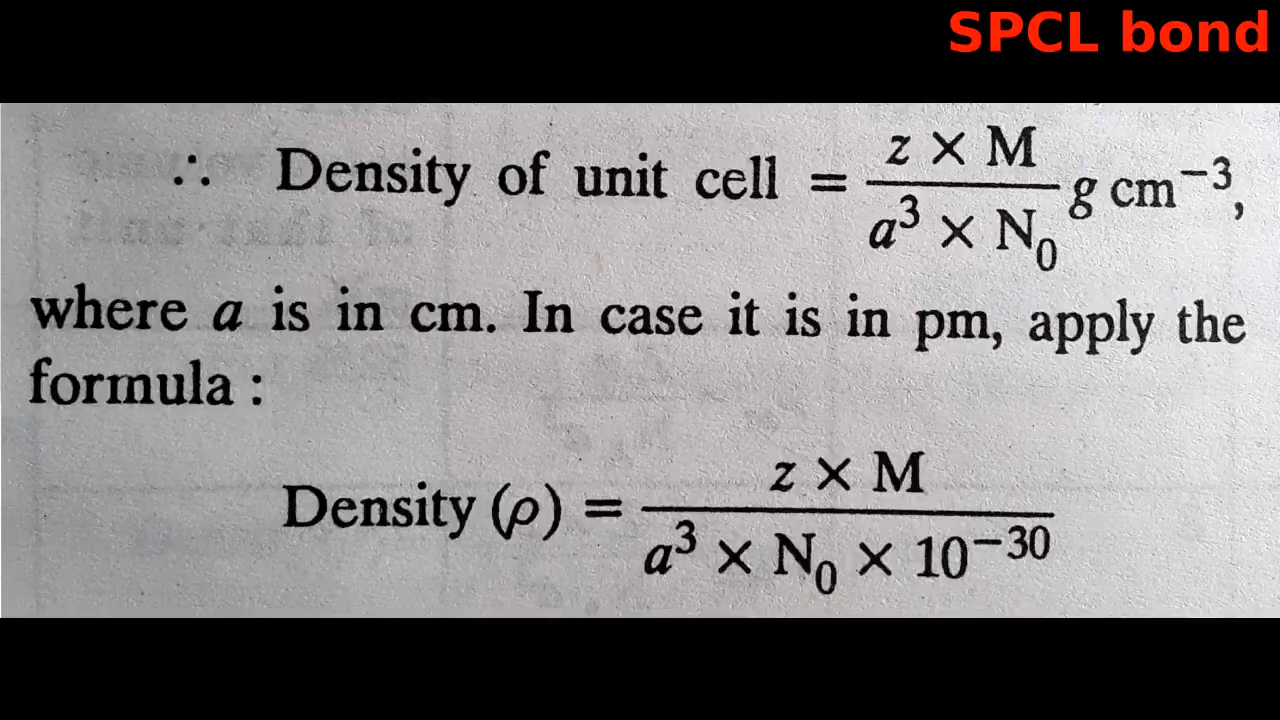 SPCL bond
∴ Density of unit cell = z × M / a³ × N₀ g cm⁻³,
where a is in cm. In case it is in pm, apply the
formula :
Density (ρ) = z × M / a³ × N₀ × 10⁻³⁰